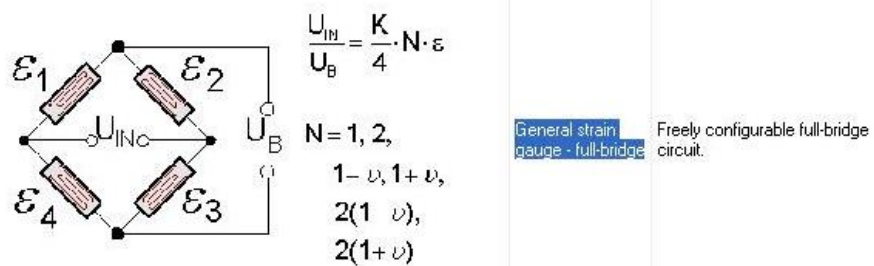 ε1
ε2
UIN
UB
ε4
ε3
UIN/UB = K/4 · N · ε
N = 1, 2,
1 − υ, 1 + υ,
2(1 υ),
2(1+υ)
General strain
gauge - full-bridge
Freely configurable full-bridge
circuit.